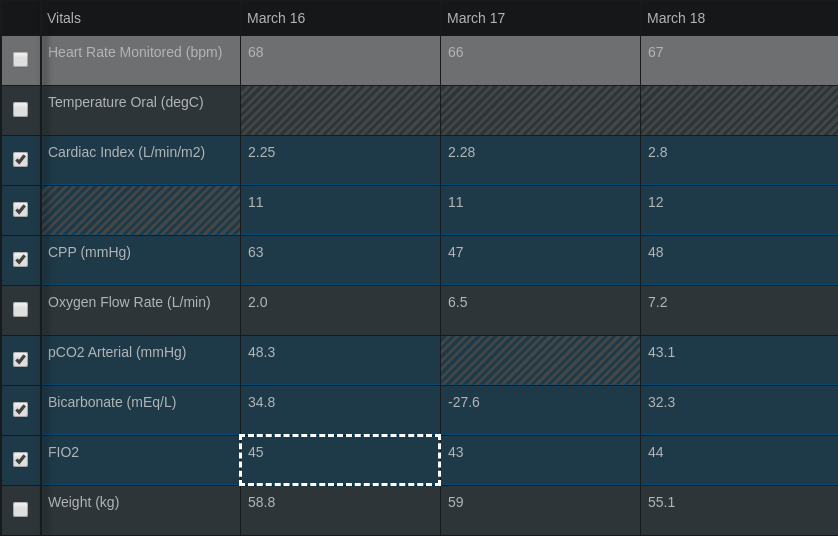 Vitals March 16 March 17 March 18
Heart Rate Monitored (bpm) 68 66 67
Temperature Oral (degC)
Cardiac Index (L/min/m2) 2.25 2.28 2.8
11 11 12
CPP (mmHg) 63 47 48
Oxygen Flow Rate (L/min) 2.0 6.5 7.2
pCO2 Arterial (mmHg) 48.3 43.1
Bicarbonate (mEq/L) 34.8 -27.6 32.3
FIO2 45 43 44
Weight (kg) 58.8 59 55.1